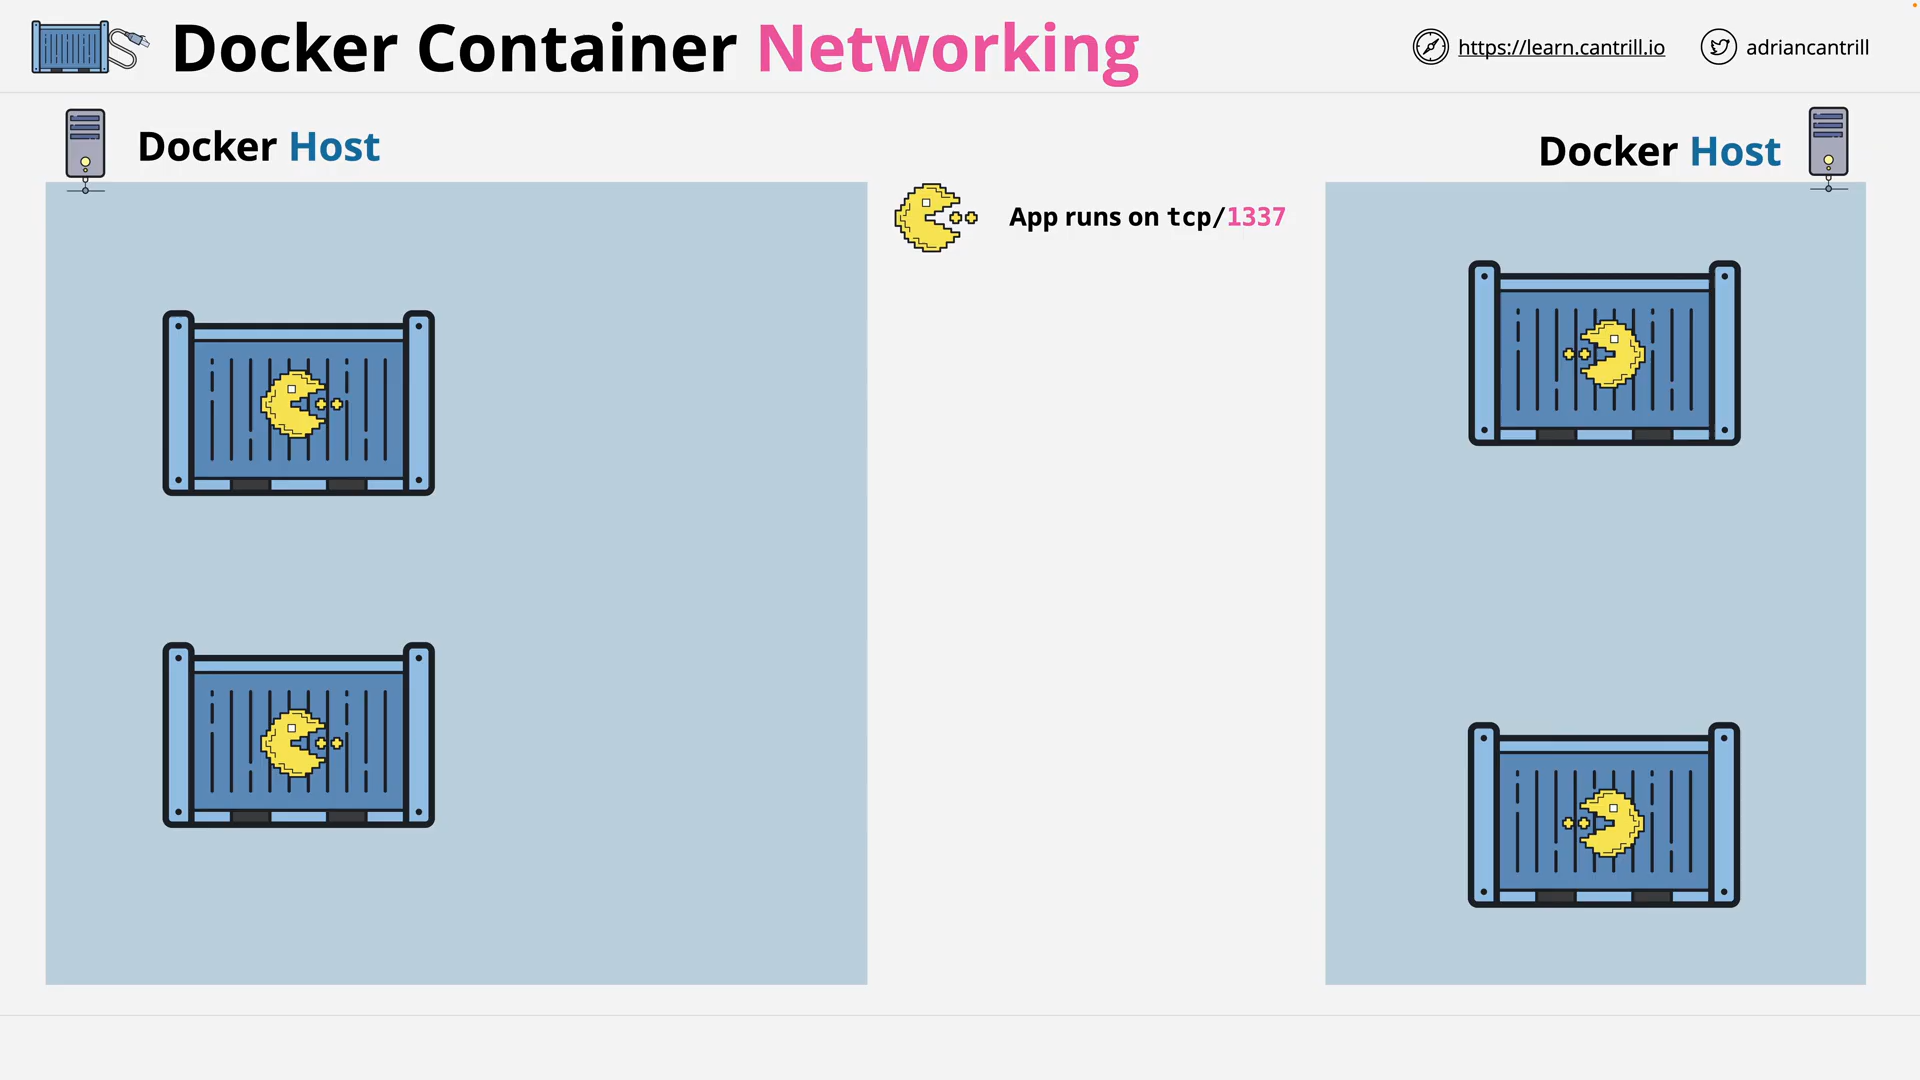 Docker Container Networking
https://learn.cantrill.io
adriancantrill
Docker Host
Docker Host
App runs on tcp/1337